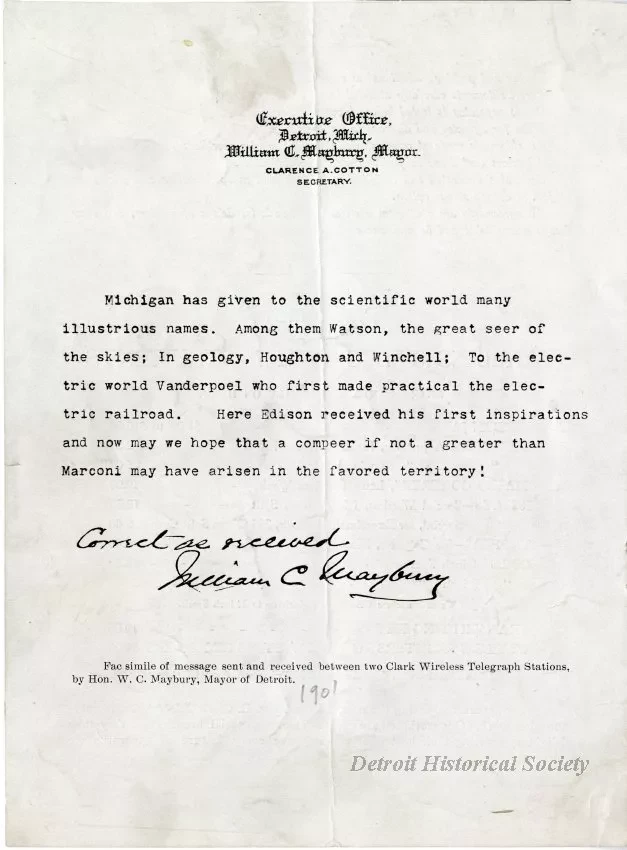 Executive Office,
Detroit, Mich.
William C. Maybury, Mayor.
CLARENCE A. COTTON
SECRETARY.
Michigan has given to the scientific world many
illustrious names.  Among them Watson, the great seer of
the skies; In geology, Houghton and Winchell;  To the elec-
tric world Vanderpoel who first made practical the elec-
tric railroad.   Here Edison received his first inspirations
and now may we hope that a compeer if not a greater than
Marconi may have arisen in the favored territory!
Correct as received
William C Maybury
Fac simile of message sent and received between two Clark Wireless Telegraph Stations,
by Hon. W. C. Maybury, Mayor of Detroit.
1901
Detroit Historical Society